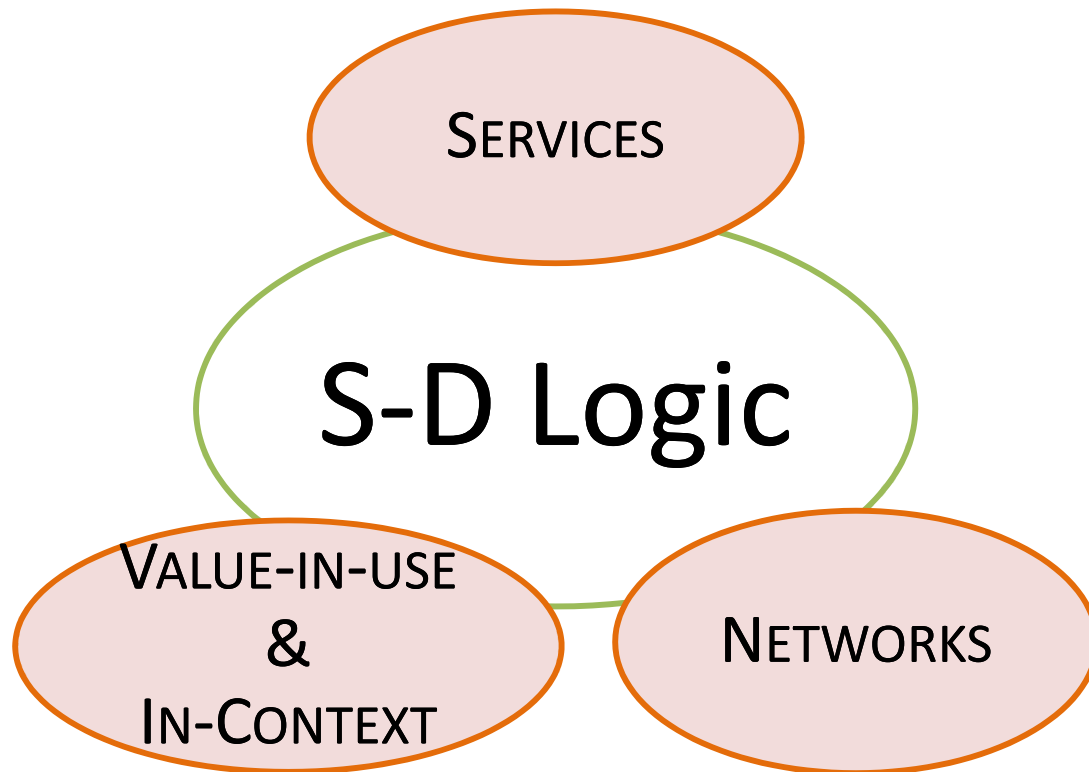 SERVICES
S-D Logic
VALUE-IN-USE
&
IN-CONTEXT
NETWORKS